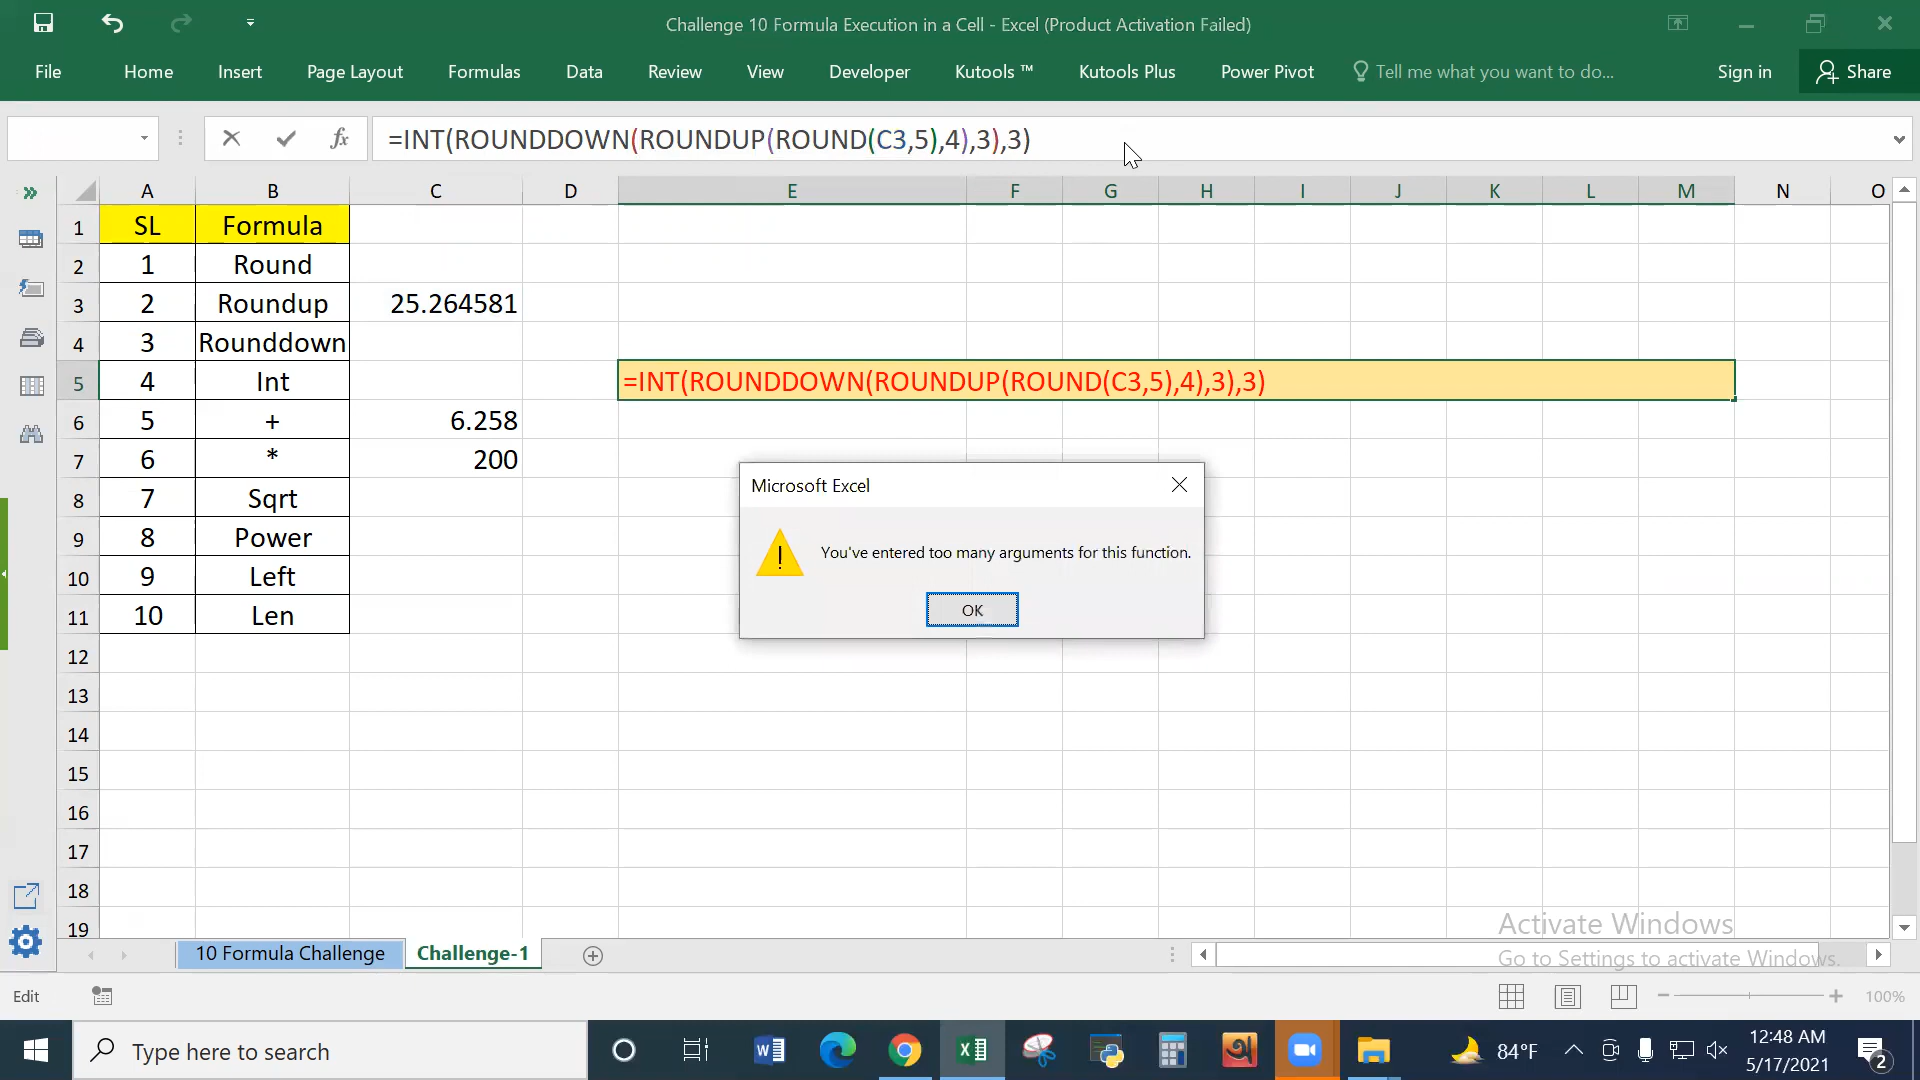 Challenge 10 Formula Execution in a Cell - Excel (Product Activation Failed)
File Home Insert Page Layout Formulas Data Review View Developer Kutools ™ Kutools Plus Power Pivot Tell me what you want to do... Sign in Share
fx =INT(ROUNDDOWN(ROUNDUP(ROUND(C3,5),4),3),3)
A B C D E F G H I J K L M N O
1 SL Formula
2 1 Round
3 2 Roundup 25.264581
4 3 Rounddown
5 4 Int =INT(ROUNDDOWN(ROUNDUP(ROUND(C3,5),4),3),3)
6 5 + 6.258
7 6 * 200
8 7 Sqrt
9 8 Power
10 9 Left
11 10 Len
12
13
14
15
16
17
18
19
Microsoft Excel
You've entered too many arguments for this function.
OK
Activate Windows
Go to Settings to activate Windows.
10 Formula Challenge Challenge-1
Edit 100%
Type here to search 84°F 12:48 AM
5/17/2021 2